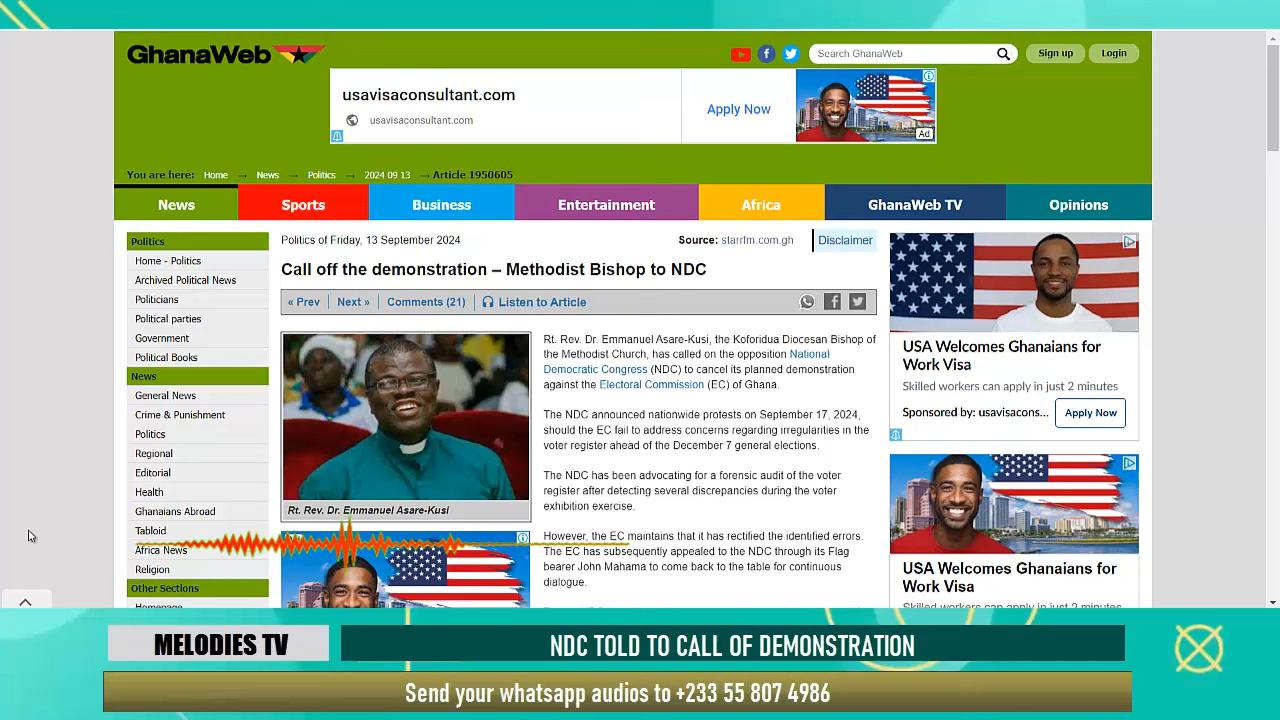 GhanaWeb
Search GhanaWeb
Sign up
Login
usavisaconsultant.com
usavisaconsultant.com
Apply Now
Ad
You are here: Home → News → Politics → 2024 09 13 → Article 1950605
News
Sports
Business
Entertainment
Africa
GhanaWeb TV
Opinions
Politics
Home - Politics
Archived Political News
Politicians
Political parties
Government
Political Books
News
General News
Crime & Punishment
Politics
Regional
Editorial
Health
Ghanaians Abroad
Tabloid
Africa News
Religion
Other Sections
Homepage
Politics of Friday, 13 September 2024
Source: starrfm.com.gh
Disclaimer
Call off the demonstration – Methodist Bishop to NDC
« Prev
Next »
Comments (21)
Listen to Article
Rt. Rev. Dr. Emmanuel Asare-Kusi
Rt. Rev. Dr. Emmanuel Asare-Kusi, the Koforidua Diocesan Bishop of
the Methodist Church, has called on the opposition National
Democratic Congress (NDC) to cancel its planned demonstration
against the Electoral Commission (EC) of Ghana.
The NDC announced nationwide protests on September 17, 2024,
should the EC fail to address concerns regarding irregularities in the
voter register ahead of the December 7 general elections.
The NDC has been advocating for a forensic audit of the voter
register after detecting several discrepancies during the voter
exhibition exercise.
However, the EC maintains that it has rectified the identified errors.
The EC has subsequently appealed to the NDC through its Flag
bearer John Mahama to come back to the table for continuous
dialogue.
USA Welcomes Ghanaians for
Work Visa
Skilled workers can apply in just 2 minutes
Sponsored by: usavisacons...
Apply Now
USA Welcomes Ghanaians for
Work Visa
Skilled workers can apply in just 2 minutes
MELODIES TV
NDC TOLD TO CALL OF DEMONSTRATION
Send your whatsapp audios to +233 55 807 4986